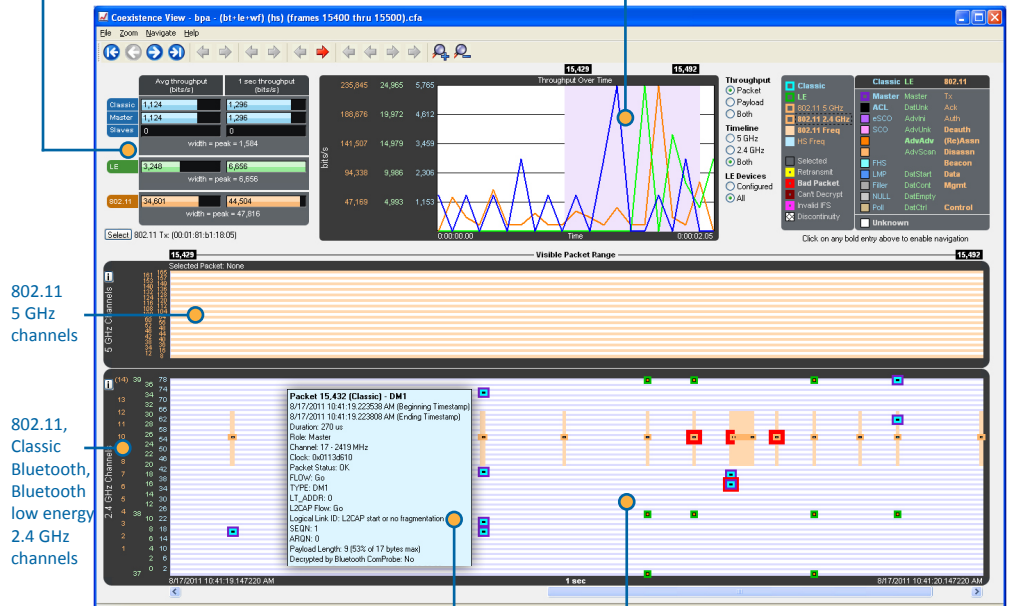 Coexistence View - bpa - (bt+le+wf) (hs) (frames 15400 thru 15500).cfa
File Zoom Navigate Help
Avg throughput (bits/s)
1 sec throughput (bits/s)
Classic 1,124 1,296
Master 1,124 1,296
Slaves 0 0
width = peak = 1,584
LE 3,248 6,656
width = peak = 6,656
802.11 34,601 44,504
width = peak = 47,816
Select 802.11 Tx: (00:01:81:b1:18:05)
15,429 15,492
Throughput Over Time
235,845 24,965 5,765
188,676 19,972 4,612
141,507 14,979 3,459
94,338 9,986 2,306
47,169 4,993 1,153
bits/s
0:00:00.00 Time 0:00:02.05
Throughput
Packet
Payload
Both
Timeline
5 GHz
2.4 GHz
Both
LE Devices
Configured
All
Classic
LE
802.11 5 GHz
802.11 2.4 GHz
802.11 Freq
HS Freq
Selected
Retransmit
Bad Packet
Can't Decrypt
Invalid IFS
Discontinuity
Classic LE 802.11
Master Master Tx
ACL DatUnk Ack
eSCO AdvIni Auth
SCO AdvUnk Deauth
AdvAdv (Re)Assn
AdvScan Disassn
FHS Beacon
LMP DatStart Data
Filler DatCont Mgmt
NULL DatEmpty
Poll DatCtrl Control
Unknown
Click on any bold entry above to enable navigation
15,429 Visible Packet Range 15,492
Selected Packet: None
5 GHz Channels
802.11
5 GHz
channels
2.4 GHz Channels
802.11,
Classic
Bluetooth,
Bluetooth
low energy
2.4 GHz
channels
(14) 39 36 78
Packet 15,432 (Classic) - DM1
8/17/2011 10:41:19.223538 AM (Beginning Timestamp)
8/17/2011 10:41:19.223808 AM (Ending Timestamp)
Duration: 270 us
Role: Master
Channel: 17 - 2419 MHz
Clock: 0x0113d610
Packet Status: OK
FLOW: Go
TYPE: DM1
LT_ADDR: 0
L2CAP Flow: Go
Logical Link ID: L2CAP start or no fragmentation
SEQN: 1
ARQN: 0
Payload Length: 9 (53% of 17 bytes max)
Decrypted by Bluetooth ComProbe: No
8/17/2011 10:41:19.147220 AM 1 sec 8/17/2011 10:41:20.147220 AM